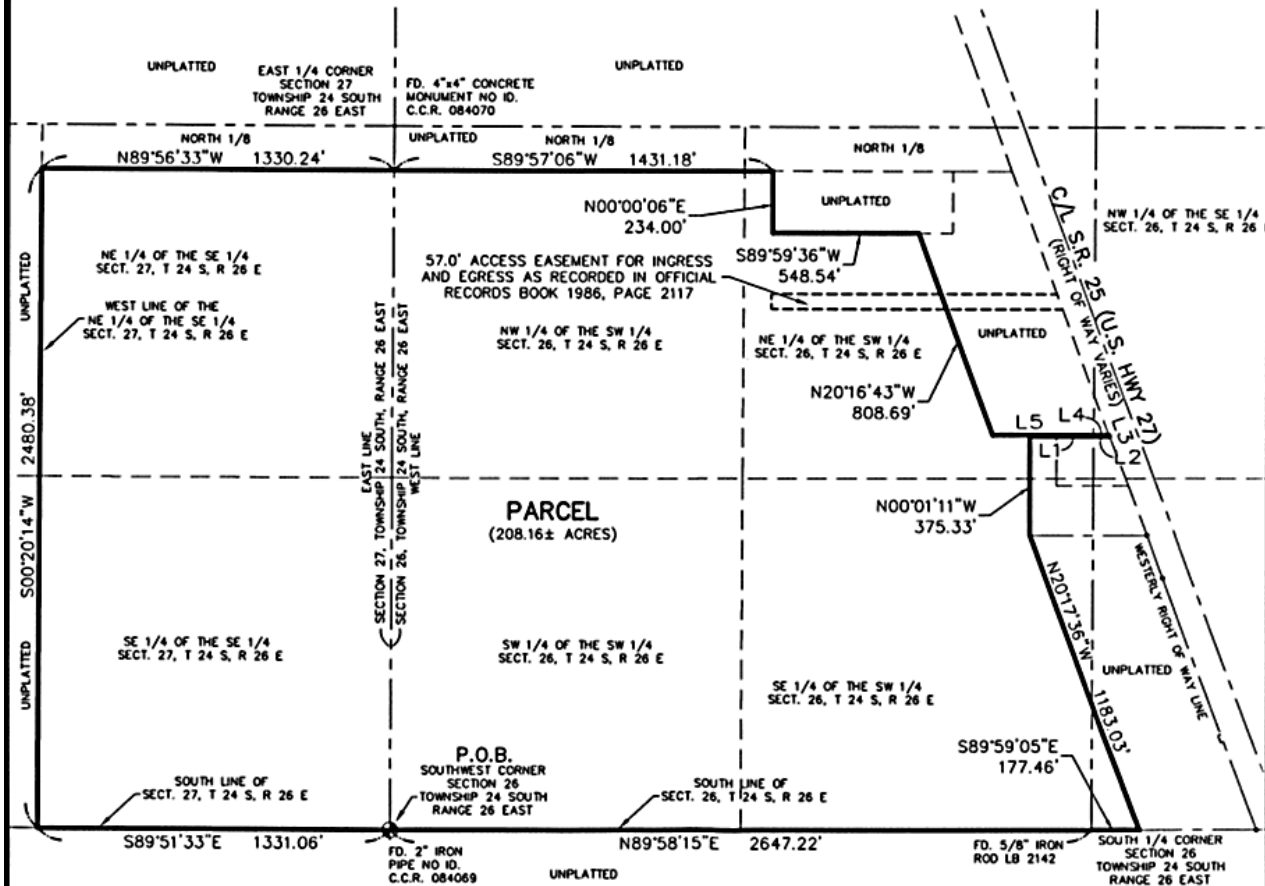 UNPLATTED
EAST 1/4 CORNER
SECTION 27
TOWNSHIP 24 SOUTH
RANGE 26 EAST
FD. 4"x4" CONCRETE
MONUMENT NO ID.
C.C.R. 084070
UNPLATTED
NORTH 1/8
N89°56'33"W 1330.24'
UNPLATTED
NORTH 1/8
S89°57'06"W 1431.18'
NORTH 1/8
N00°00'06"E
234.00'
UNPLATTED
S89°59'36"W
548.54'
C/L S.R. 25 (U.S. HWY 27)
(RIGHT OF WAY VARIES)
NW 1/4 OF THE SE 1/4
SECT. 26, T 24 S, R 26 E
UNPLATTED
NE 1/4 OF THE SE 1/4
SECT. 27, T 24 S, R 26 E
WEST LINE OF THE
NE 1/4 OF THE SE 1/4
SECT. 27, T 24 S, R 26 E
57.0' ACCESS EASEMENT FOR INGRESS
AND EGRESS AS RECORDED IN OFFICIAL
RECORDS BOOK 1986, PAGE 2117
NW 1/4 OF THE SW 1/4
SECT. 26, T 24 S, R 26 E
NE 1/4 OF THE SW 1/4
SECT. 26, T 24 S, R 26 E
UNPLATTED
N20°16'43"W
808.69'
L5
L4
L3
L1
L2
S00°20'14"W 2480.38'
EAST LINE
SECTION 27, TOWNSHIP 24 SOUTH, RANGE 26 EAST
SECTION 26, TOWNSHIP 24 SOUTH, RANGE 26 EAST
WEST LINE
PARCEL
(208.16± ACRES)
N00°01'11"W
375.33'
WESTERLY RIGHT OF WAY LINE
N20°17'36"W 1183.03'
UNPLATTED
UNPLATTED
SE 1/4 OF THE SE 1/4
SECT. 27, T 24 S, R 26 E
SW 1/4 OF THE SW 1/4
SECT. 26, T 24 S, R 26 E
SE 1/4 OF THE SW 1/4
SECT. 26, T 24 S, R 26 E
S89°59'05"E
177.46'
SOUTH LINE OF
SECT. 27, T 24 S, R 26 E
P.O.B.
SOUTHWEST CORNER
SECTION 26
TOWNSHIP 24 SOUTH
RANGE 26 EAST
SOUTH LINE OF
SECT. 26, T 24 S, R 26 E
S89°51'33"E 1331.06'
FD. 2" IRON
PIPE NO ID.
C.C.R. 084069
N89°58'15"E 2647.22'
UNPLATTED
FD. 5/8" IRON
ROD LB 2142
SOUTH 1/4 CORNER
SECTION 26
TOWNSHIP 24 SOUTH
RANGE 26 EAST